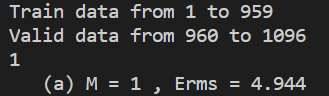 Train data from 1 to 959
Valid data from 960 to 1096
1
(a) M = 1 , Erms = 4.944